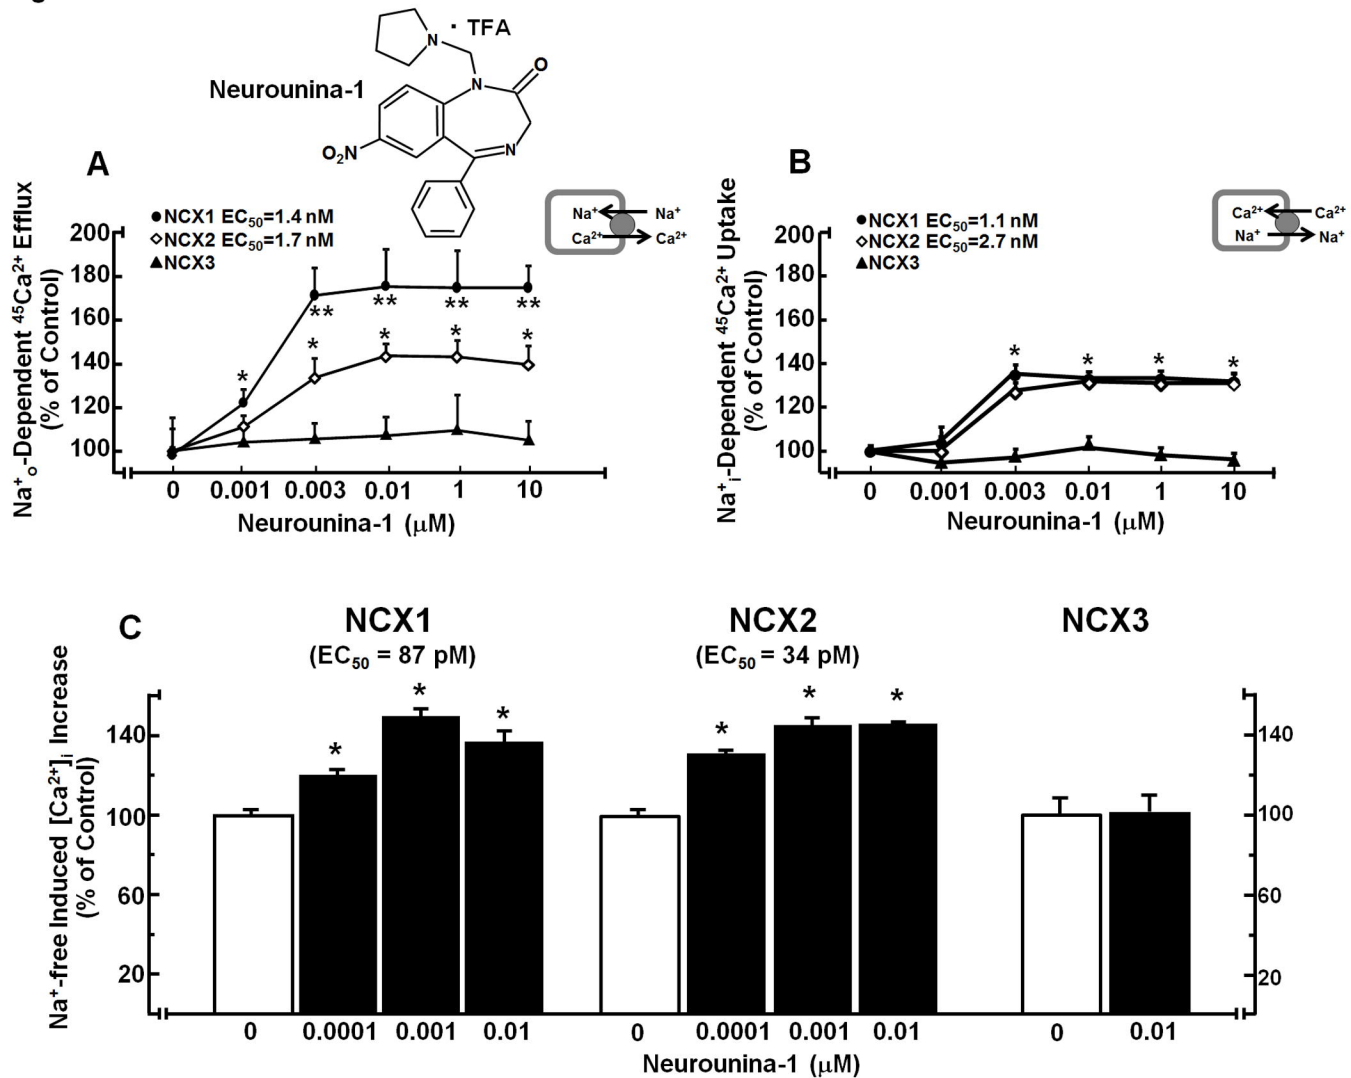 · TFA
N
N
O
Neurounina-1
O₂N
N
A
Na⁺ₒ-Dependent ⁴⁵Ca²⁺ Efflux
(% of Control)
NCX1 EC₅₀=1.4 nM
NCX2 EC₅₀=1.7 nM
NCX3
Na⁺ Na⁺
Ca²⁺ Ca²⁺
200
180
160
140
120
100
*
** ** ** **
* * * *
0 0.001 0.003 0.01 1 10
Neurounina-1 (μM)
B
Na⁺ᵢ-Dependent ⁴⁵Ca²⁺ Uptake
(% of Control)
NCX1 EC₅₀=1.1 nM
NCX2 EC₅₀=2.7 nM
NCX3
Ca²⁺ Ca²⁺
Na⁺ Na⁺
200
180
160
140
120
100
* * * *
0 0.001 0.003 0.01 1 10
Neurounina-1 (μM)
C
NCX1 NCX2 NCX3
(EC₅₀ = 87 pM) (EC₅₀ = 34 pM)
Na⁺-free Induced [Ca²⁺]ᵢ Increase
(% of Control)
140
100
60
20
* * * * * *
140
100
60
20
0 0.0001 0.001 0.01 0 0.0001 0.001 0.01 0 0.01
Neurounina-1 (μM)